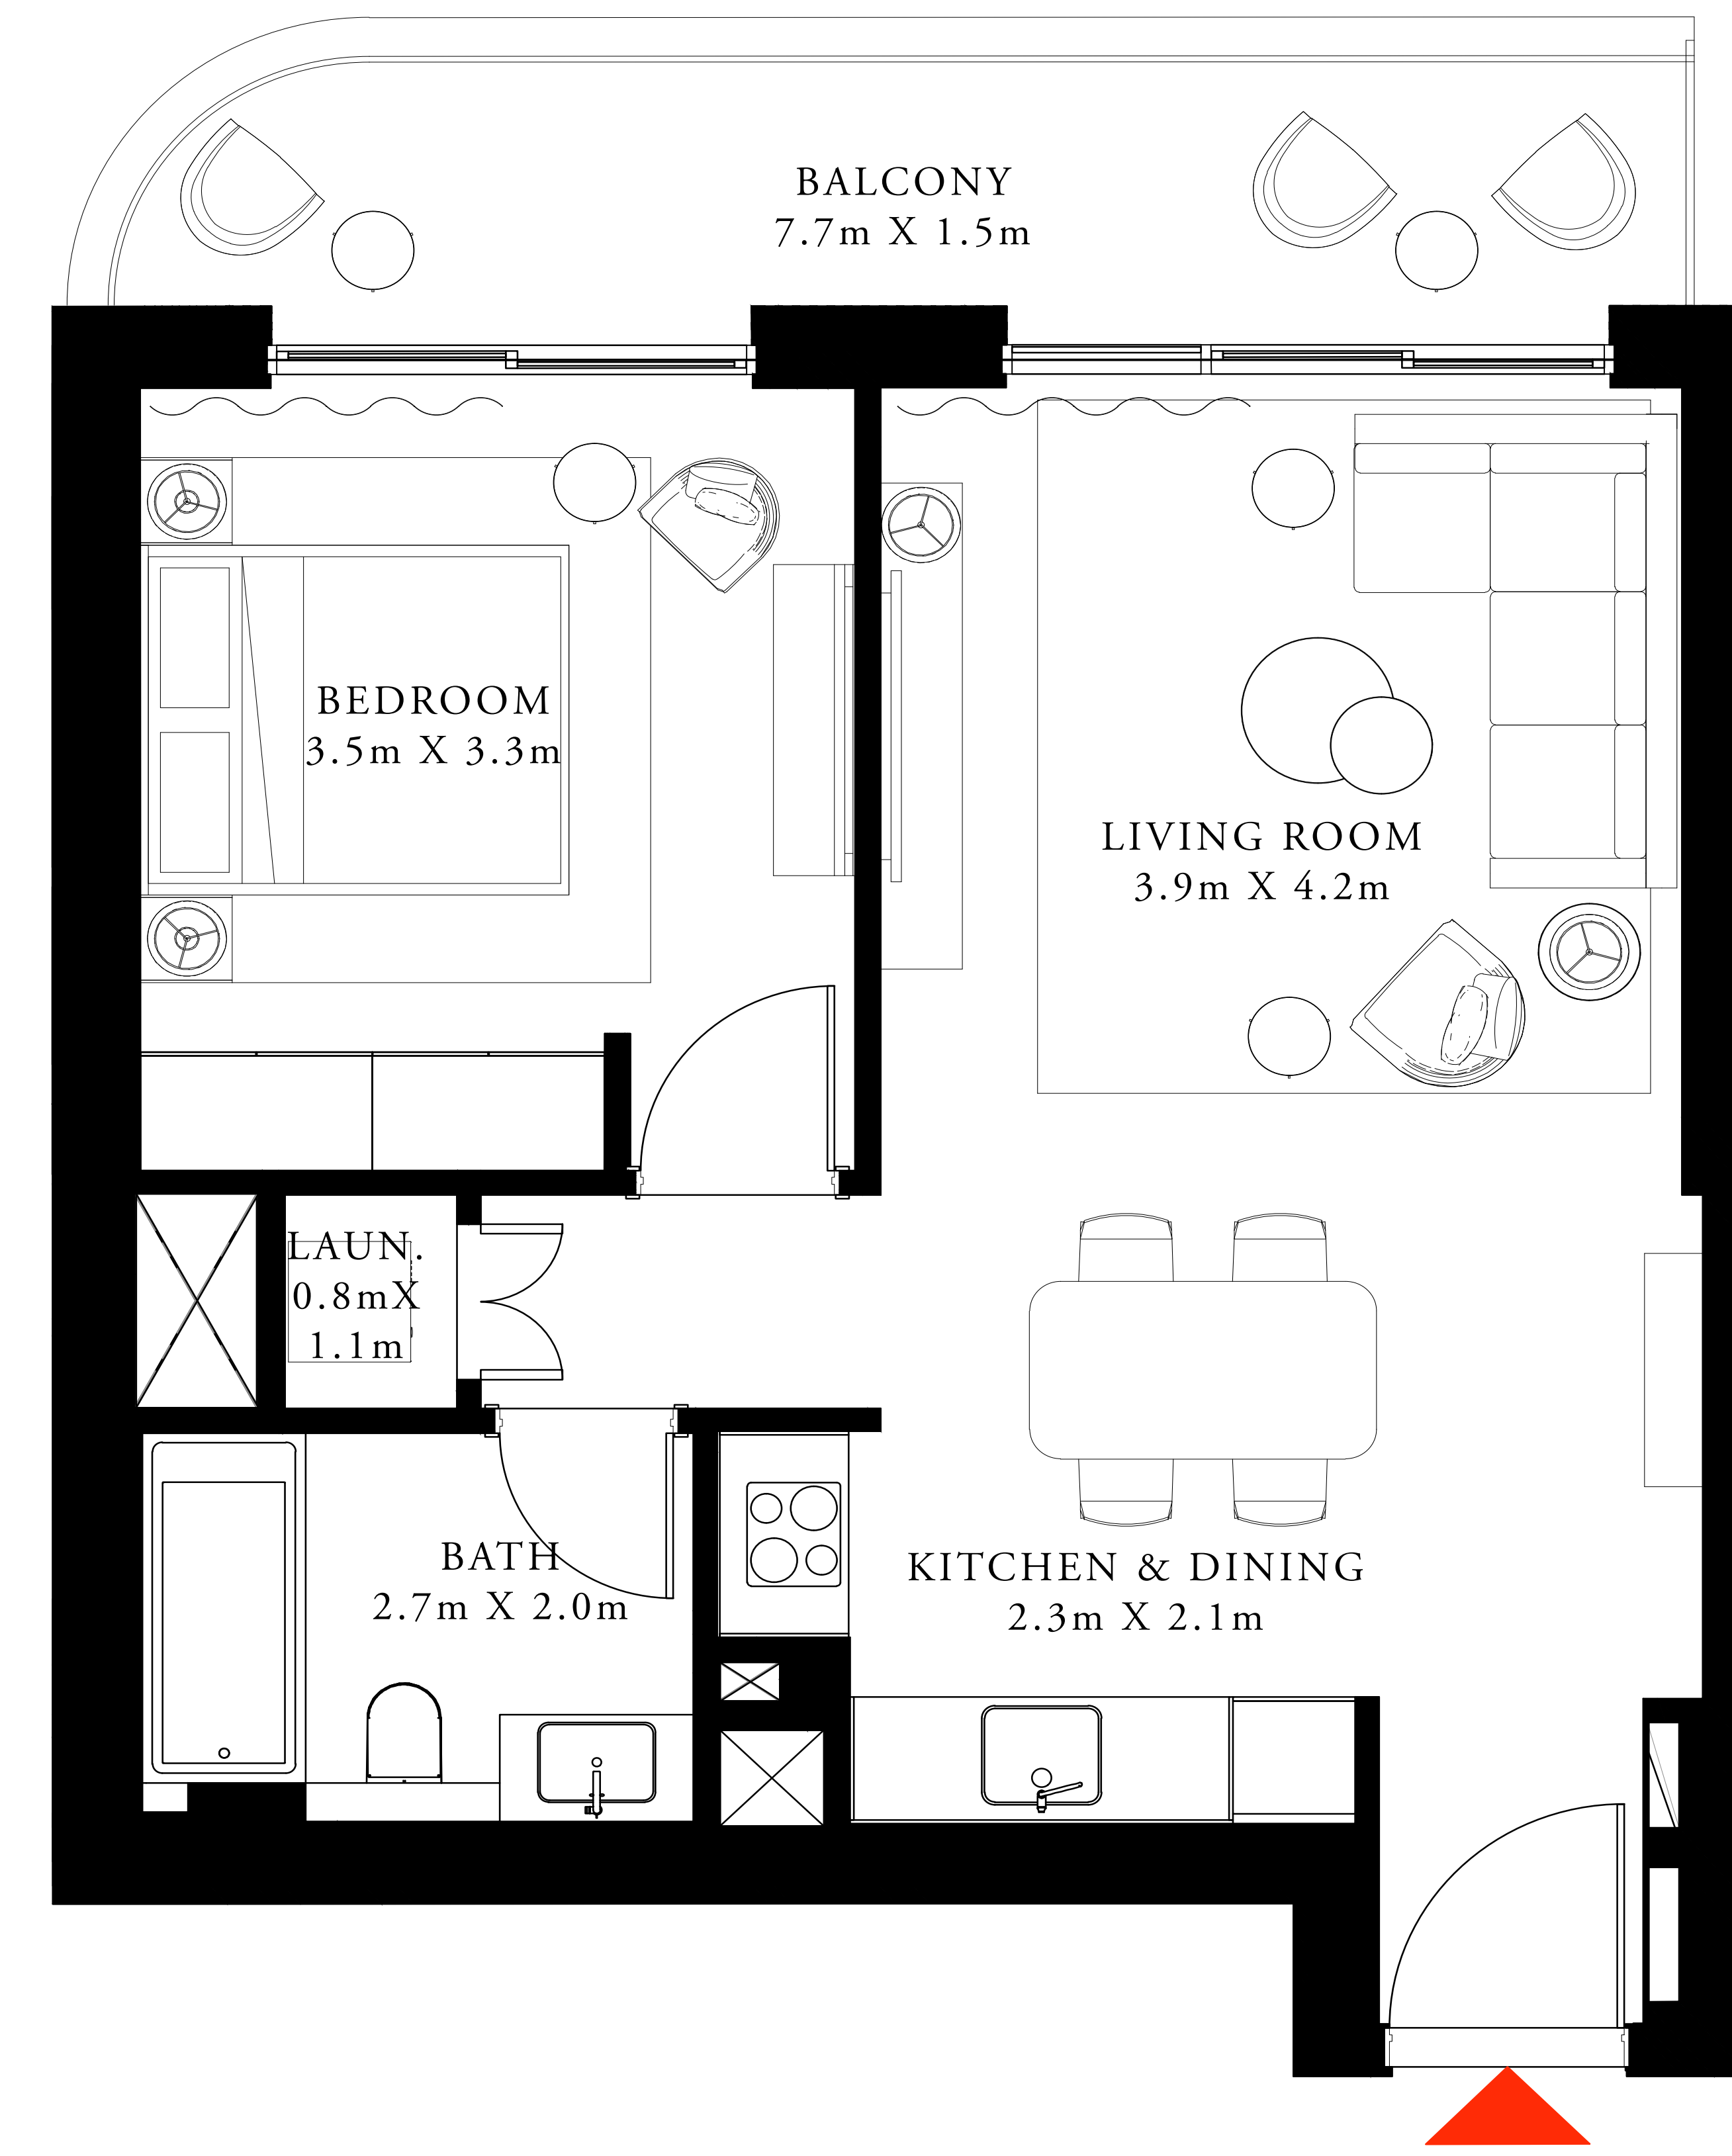 BALCONY
7.7m X 1.5m
BEDROOM
3.5m X 3.3m
LIVING ROOM
3.9m X 4.2m
LAUN.
0.8mX
1.1m
BATH
2.7m X 2.0m
KITCHEN & DINING
2.3m X 2.1m